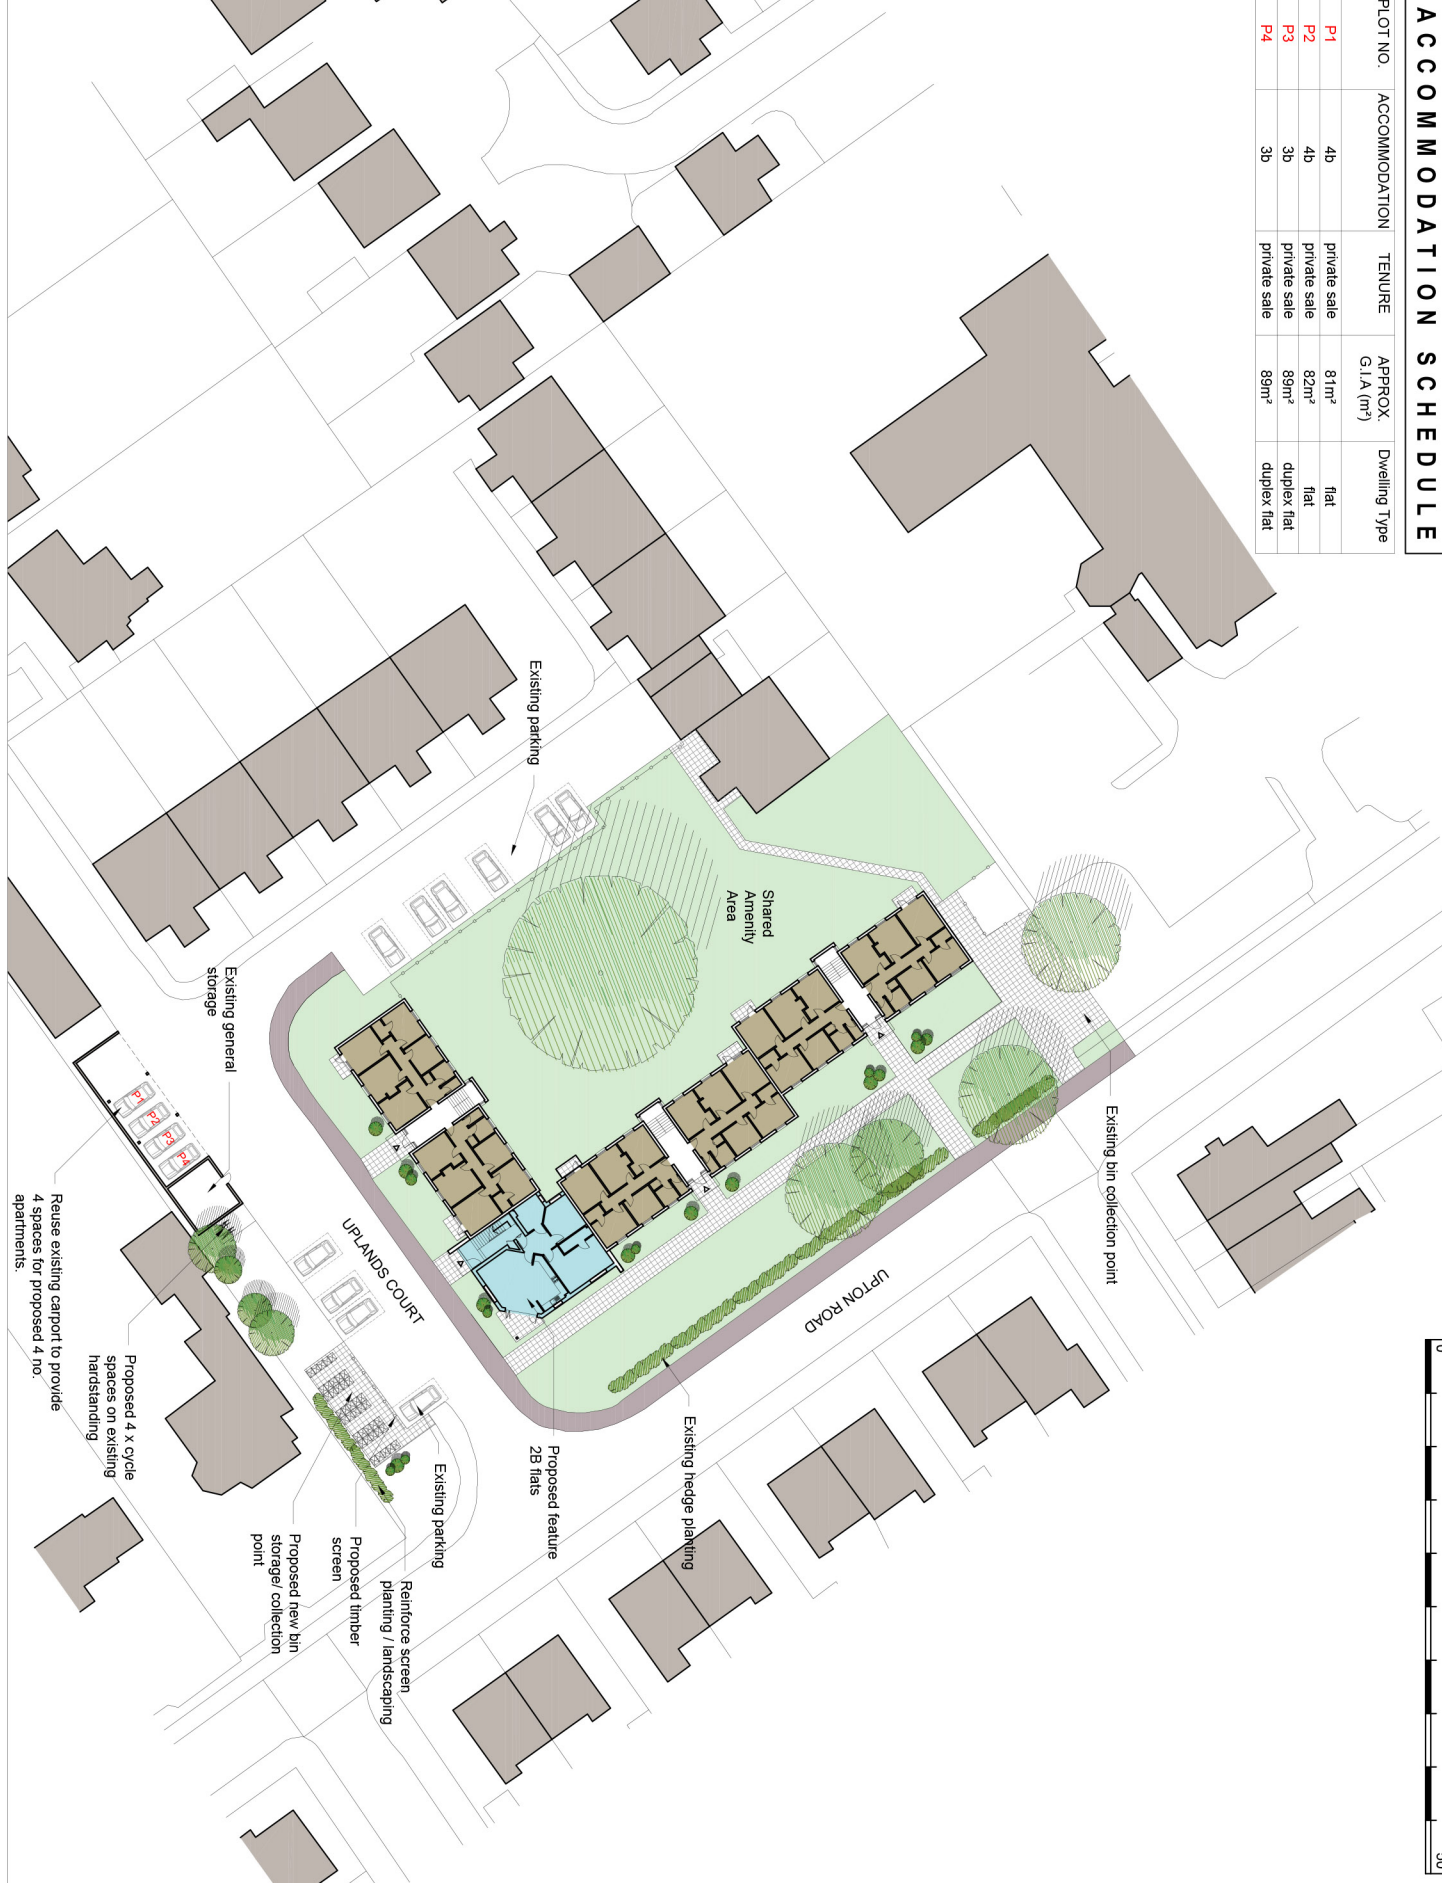 ACCOMMODATION SCHEDULE
PLOT NO. ACCOMMODATION TENURE APPROX. G.I.A (m²) Dwelling Type
P1 4b private sale 81m² flat
P2 4b private sale 82m² flat
P3 3b private sale 89m² duplex flat
P4 3b private sale 89m² duplex flat
Existing parking
Shared
Amenity
Area
Existing bin collection point
Existing general
storage
UPTON ROAD
UPLANDS COURT
P1
P2
P3
P4
Reuse existing carport to provide
4 spaces for proposed 4 no.
apartments.
Proposed 4 x cycle
spaces on existing
hardstanding
Existing hedge planting
Proposed feature
2B flats
Existing parking
Reinforce screen
planting / landscaping
Proposed timber
screen
Proposed new bin
storage/ collection
point